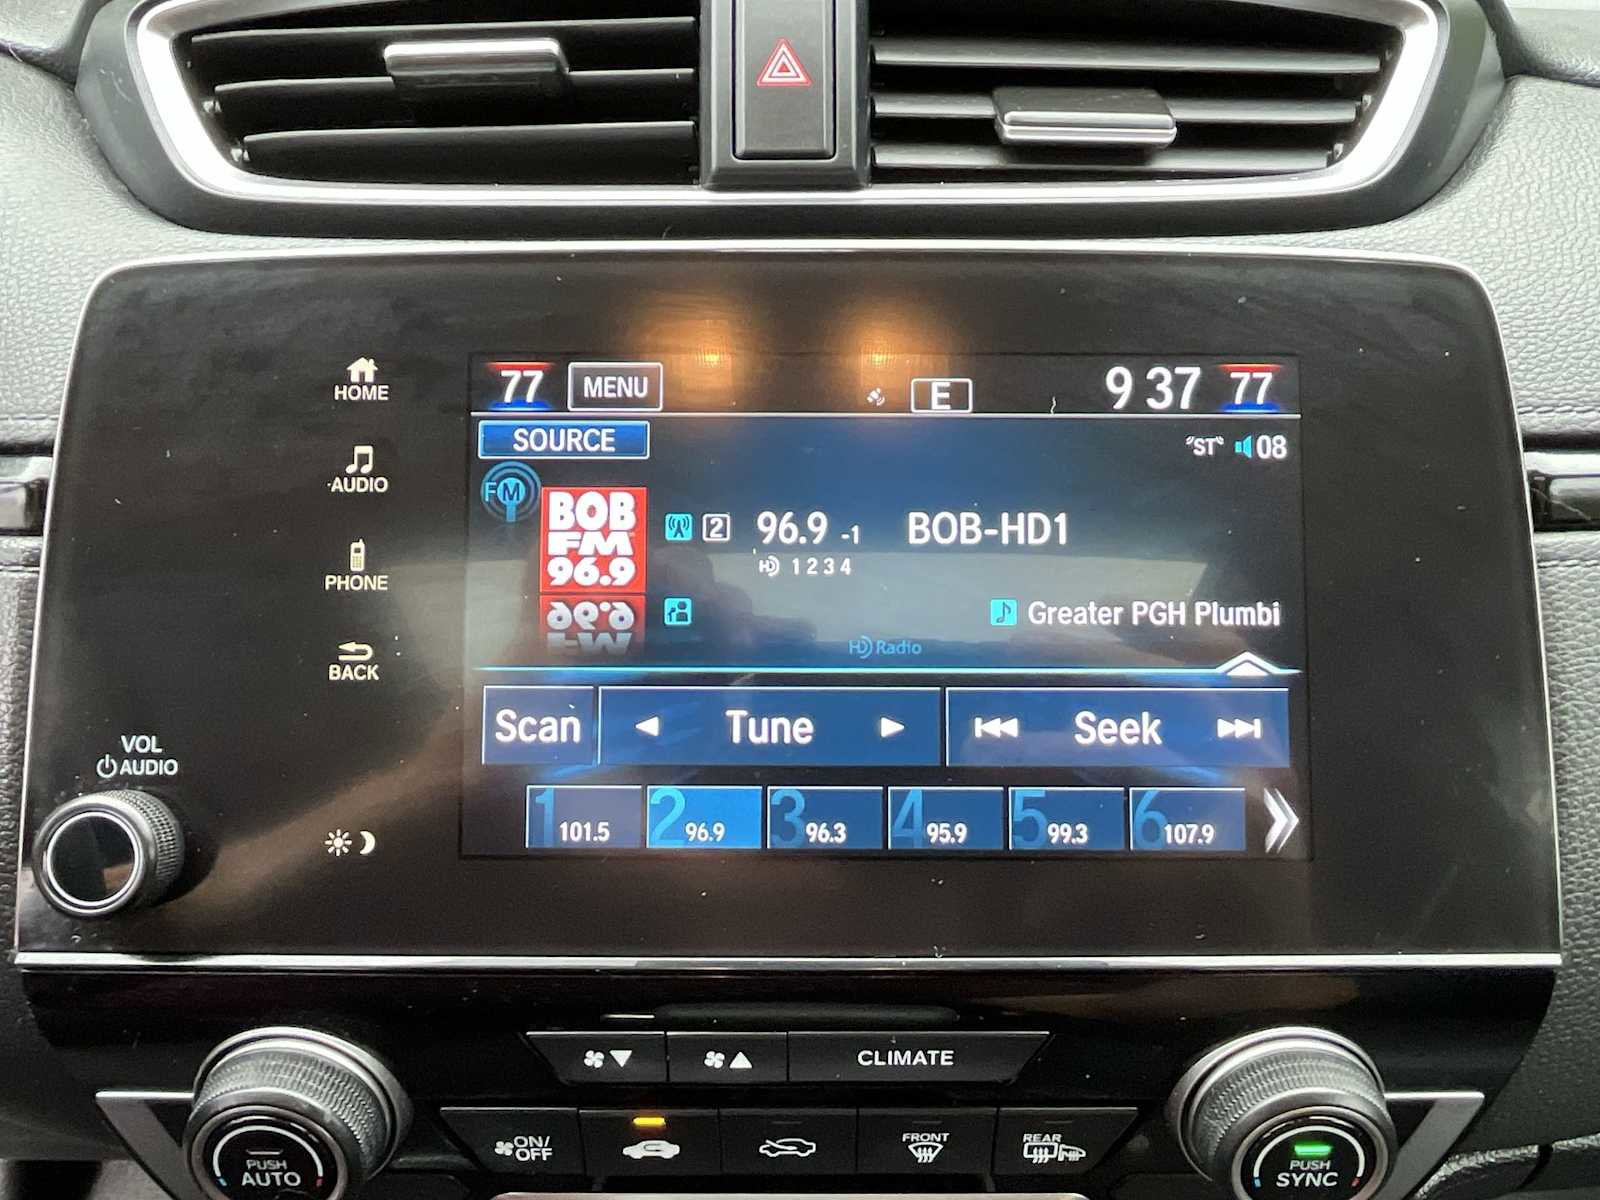 77 MENU E 9 37 77
SOURCE "ST" 08
FM
BOB
FM
96.9
2 96.9 -1 BOB-HD1
HD 1 2 3 4
Greater PGH Plumbi
HD Radio
Scan Tune Seek
1 101.5 2 96.9 3 96.3 4 95.9 5 99.3 6 107.9
HOME
AUDIO
PHONE
BACK
VOL
AUDIO
CLIMATE
PUSH
AUTO
ON/
OFF
FRONT
REAR
PUSH
SYNC